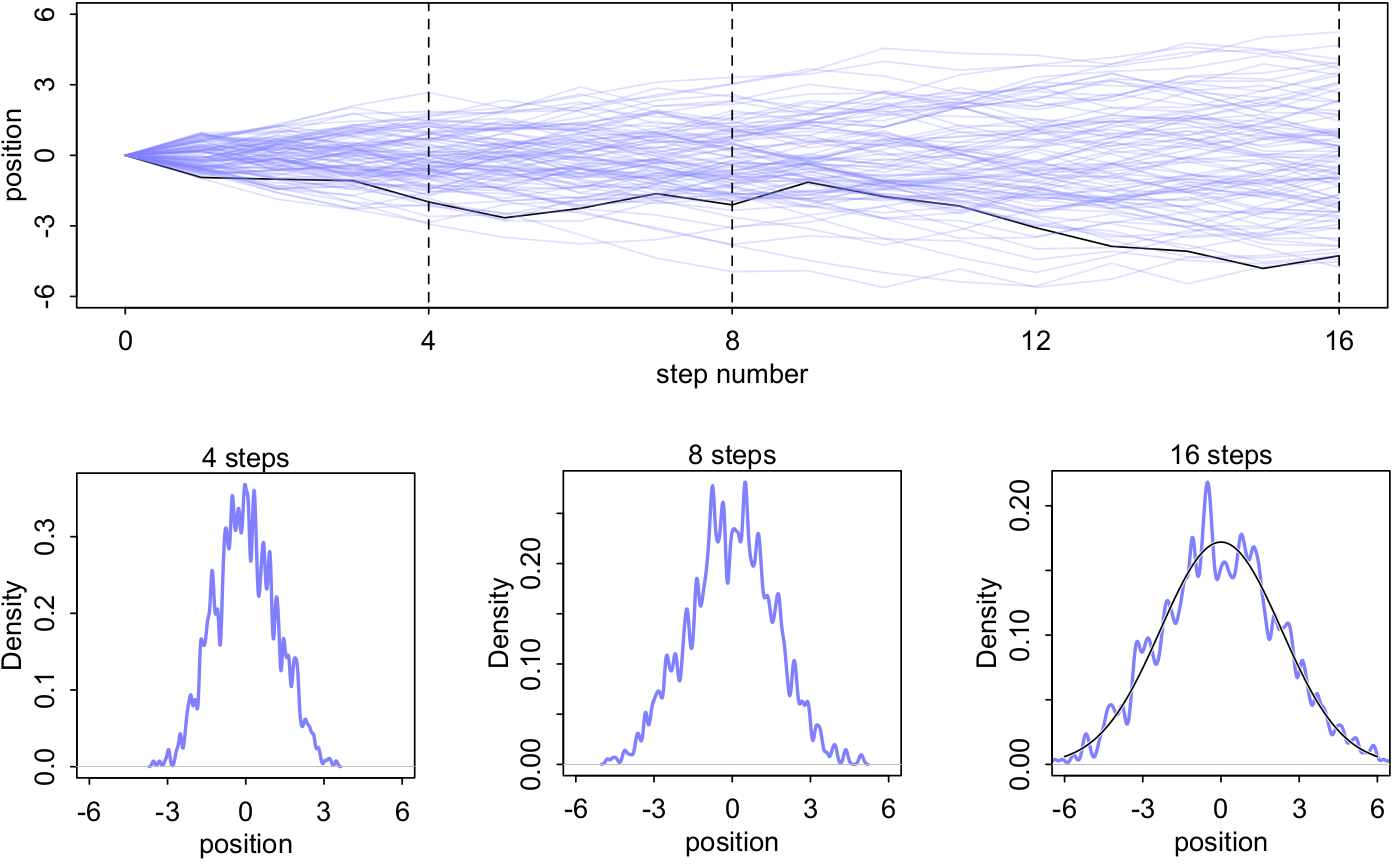 6
3
0
-3
-6
position
0 4 8 12 16
step number
4 steps
0.3
0.2
0.1
0.0
Density
-6 -3 0 3 6
position
8 steps
0.20
0.10
0.00
Density
-6 -3 0 3 6
position
16 steps
0.20
0.10
0.00
Density
-6 -3 0 3 6
position